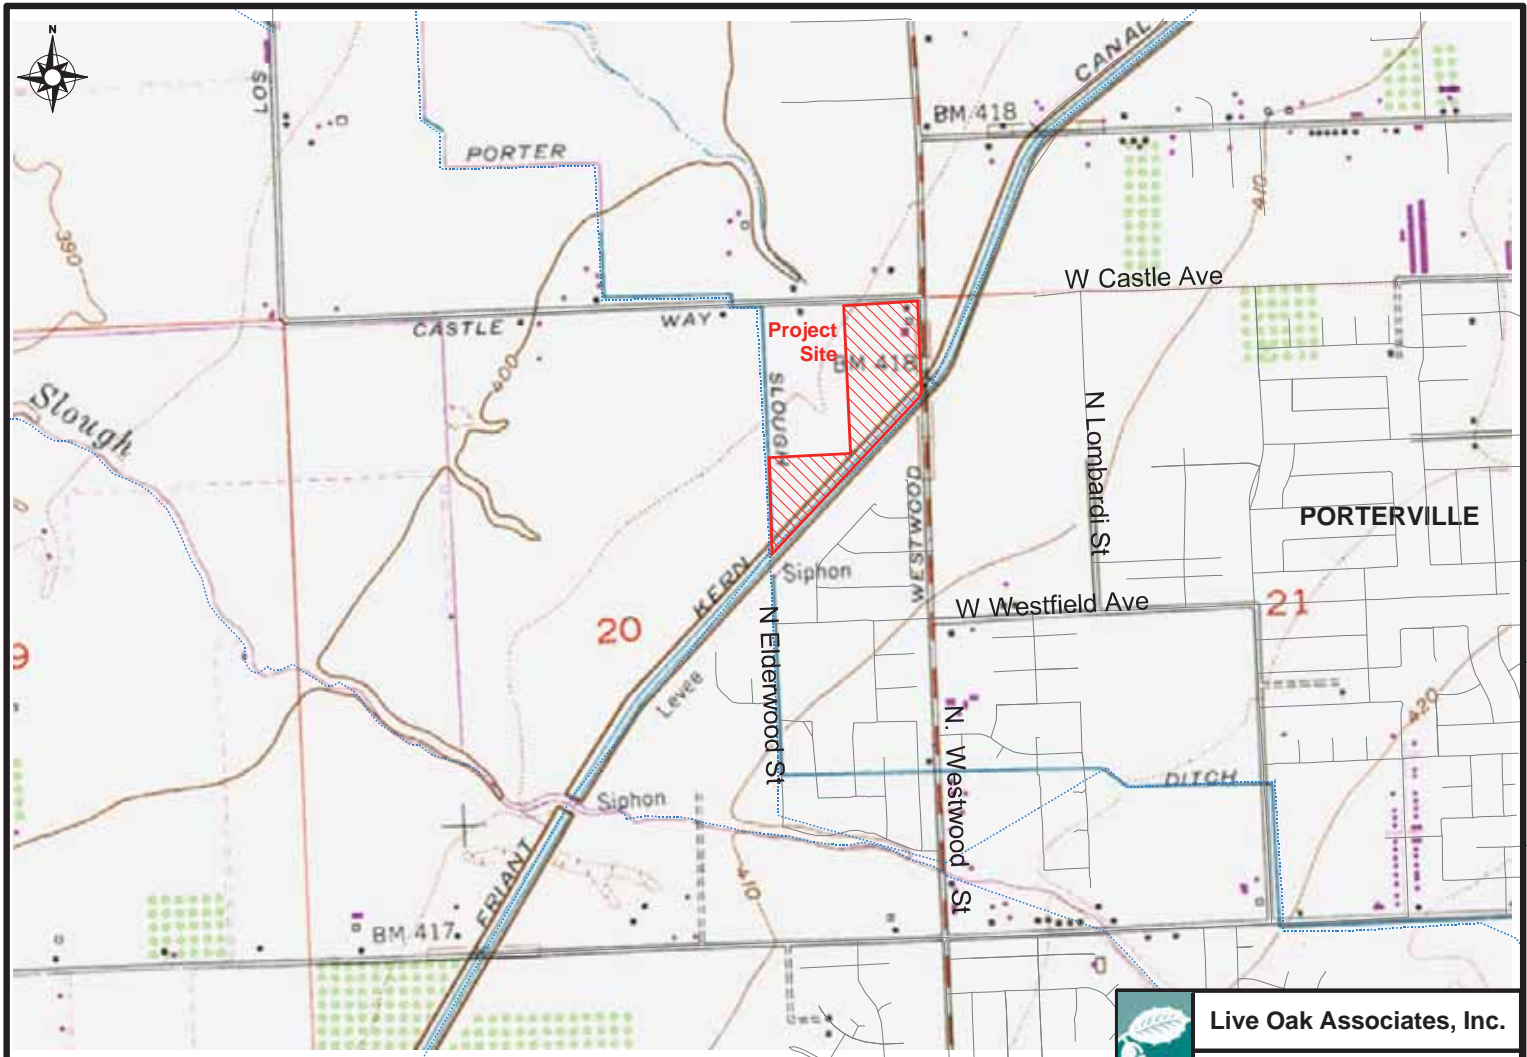 N
LOS
CANAL
BM 418
PORTER
390
410
W Castle Ave
CASTLE
WAY
Project
Site
BM 418
400
SLOUGH
Slough
N Lombardi St
WESTWOOD
PORTERVILLE
KERN
Siphon
20
W Westfield Ave
21
9
N Elderwood St
Levee
420
N. Westwood St
DITCH
Siphon
FRIANT
410
BM 417
Live Oak Associates, Inc.